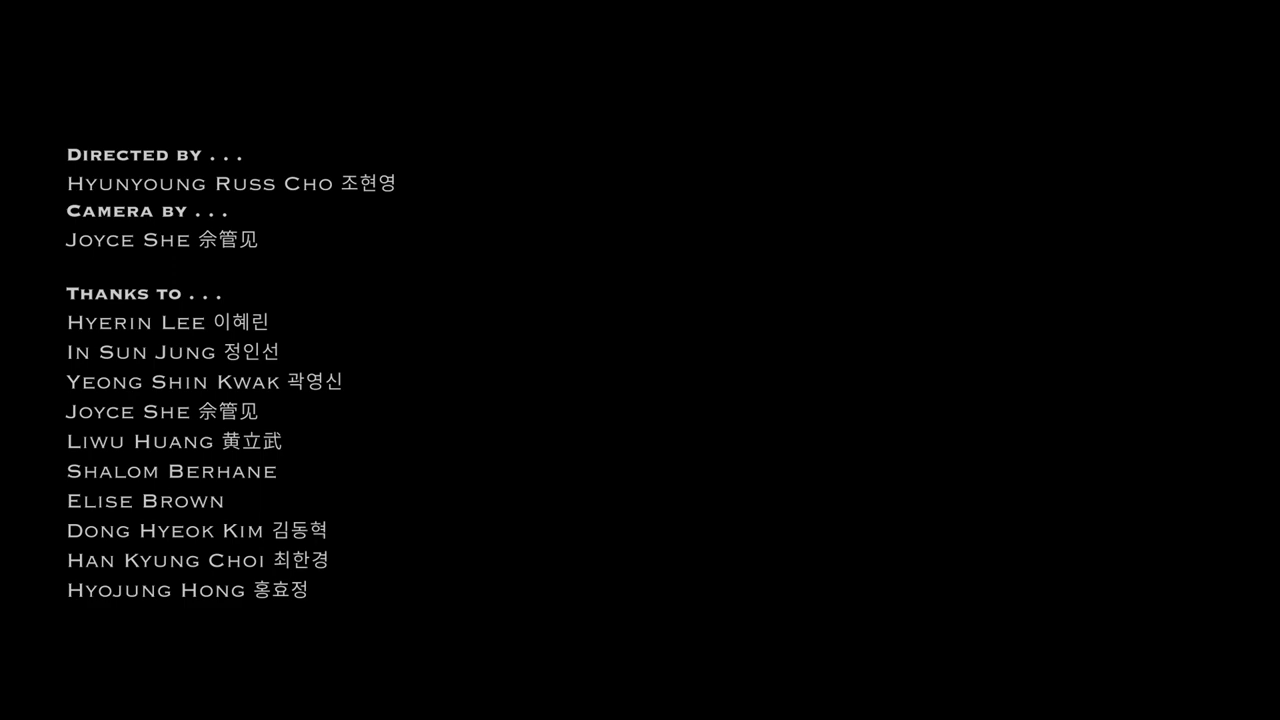 Directed by . . .
Hyunyoung Russ Cho 조현영
Camera by . . .
Joyce She 佘管见
Thanks to . . .
Hyerin Lee 이혜린
In Sun Jung 정인선
Yeong Shin Kwak 곽영신
Joyce She 佘管见
Liwu Huang 黄立武
Shalom Berhane
Elise Brown
Dong Hyeok Kim 김동혁
Han Kyung Choi 최한경
Hyojung Hong 홍효정